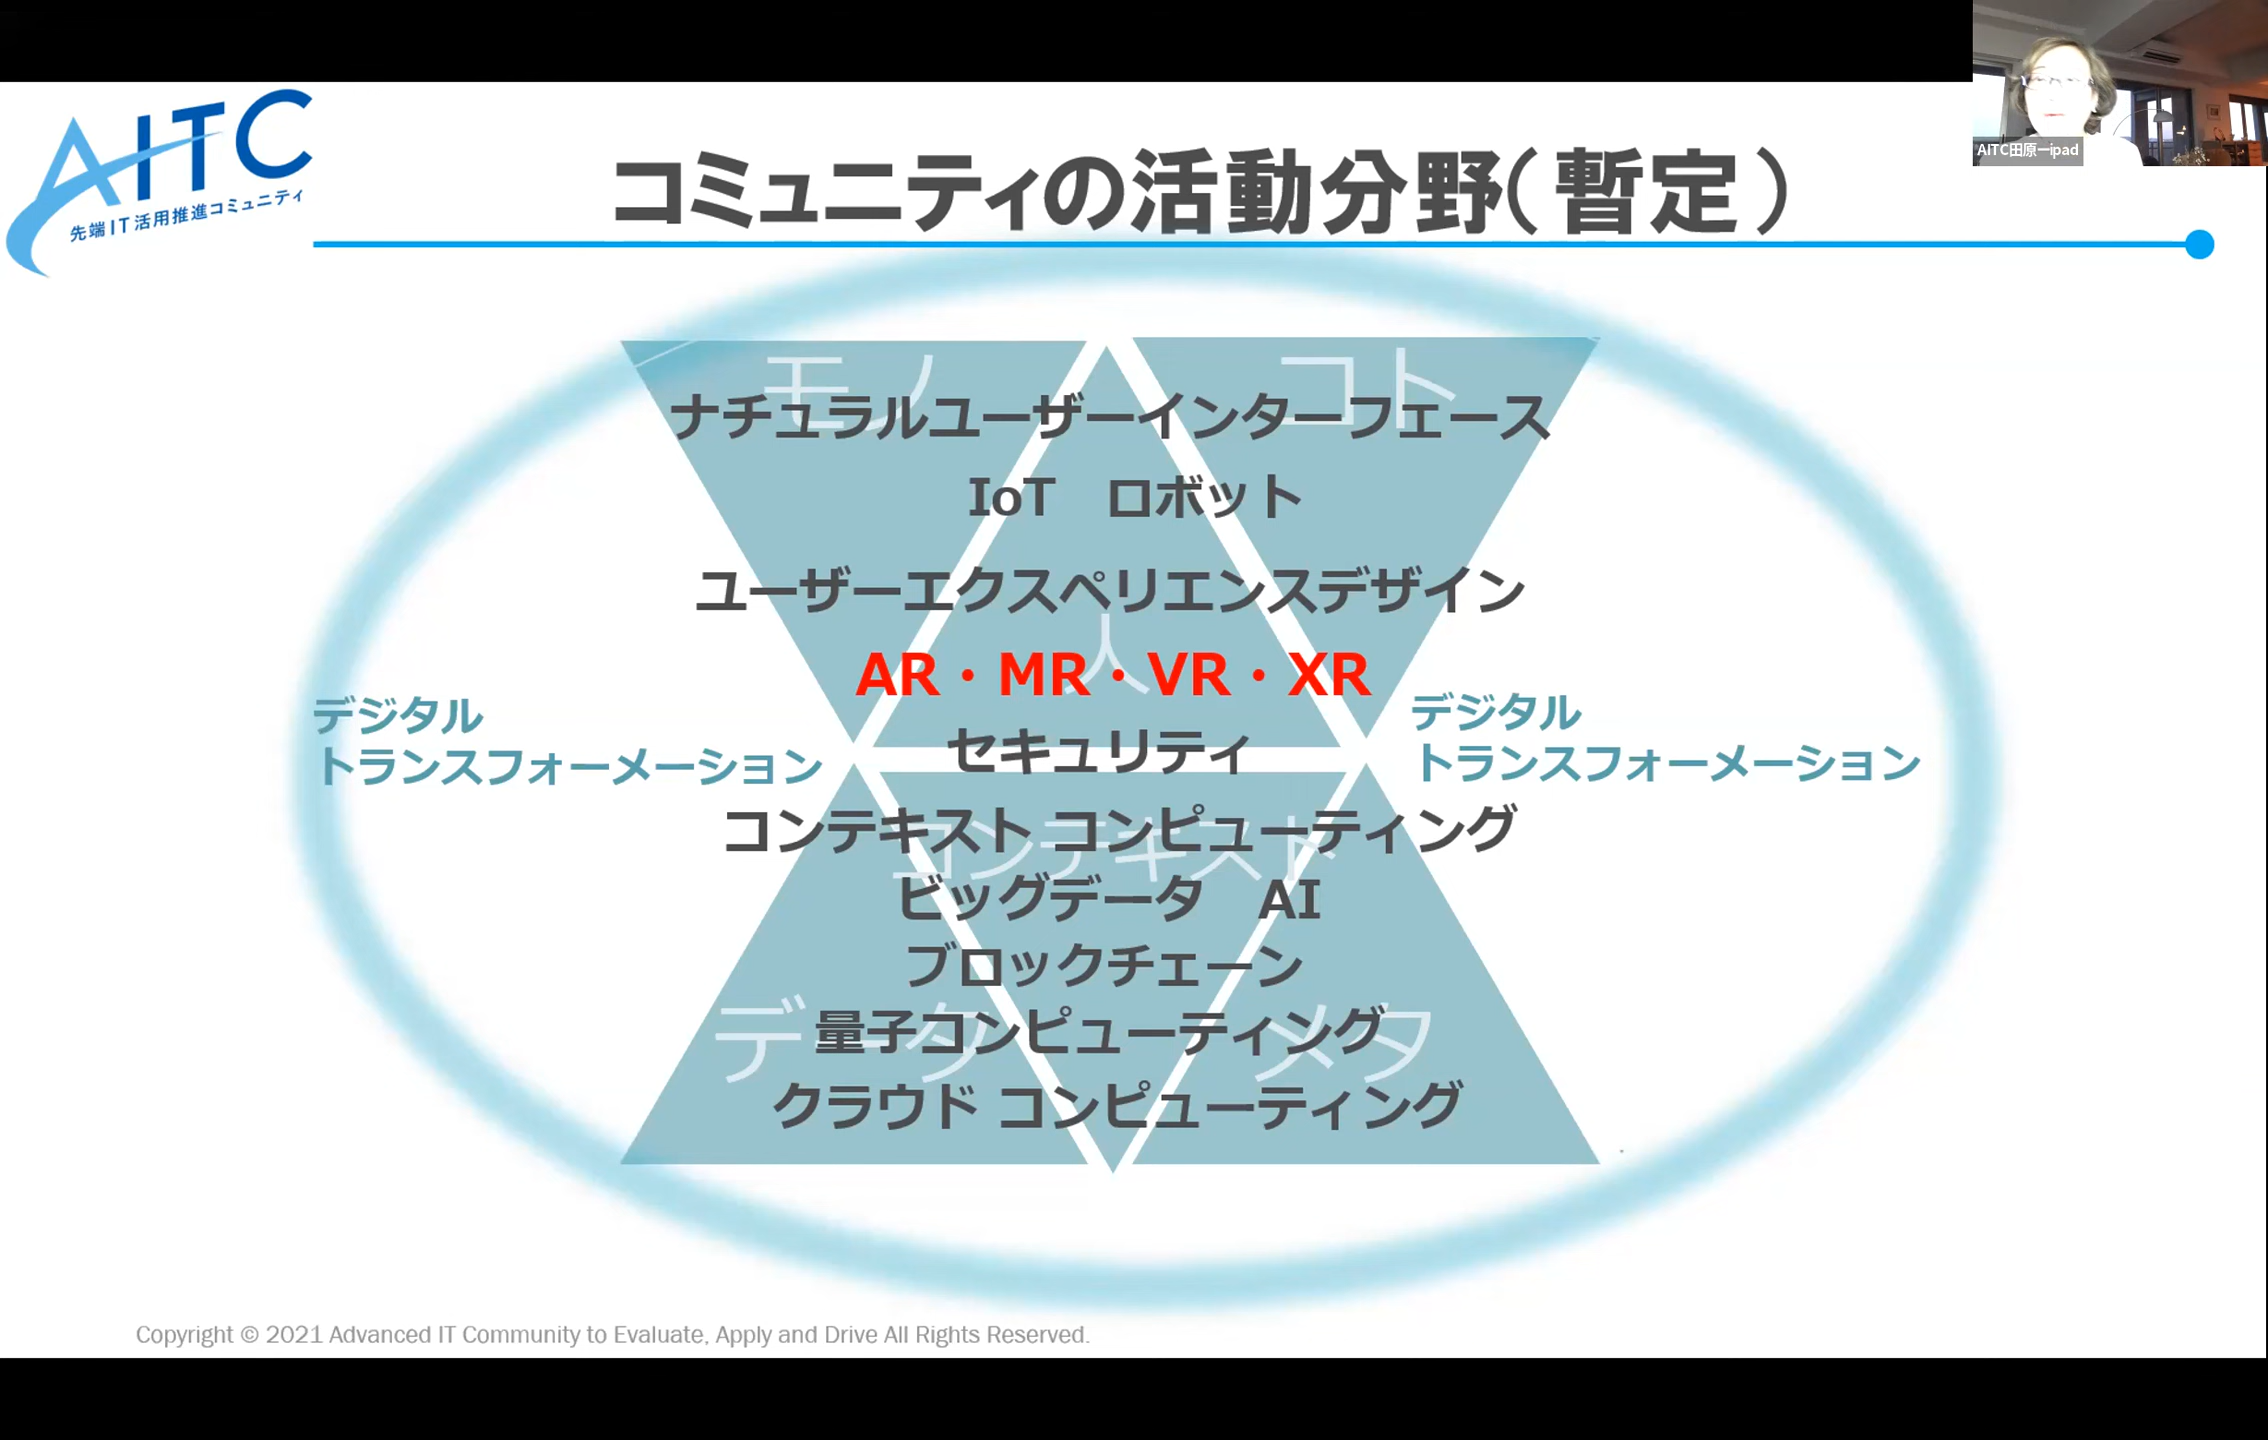 AITC
先端IT活用推進コミュニティ
AITC田原一ipad
コミュニティの活動分野（暫定）
モノ
コト
ナチュラルユーザーインターフェース
IoT　ロボット
ユーザーエクスペリエンスデザイン
人
AR・MR・VR・XR
デジタル
トランスフォーメーション
デジタル
トランスフォーメーション
セキュリティ
コンテキスト コンピューティング
コンテキスト
ビッグデータ　AI
ブロックチェーン
データ
メタ
量子コンピューティング
クラウド コンピューティング
Copyright © 2021 Advanced IT Community to Evaluate, Apply and Drive All Rights Reserved.